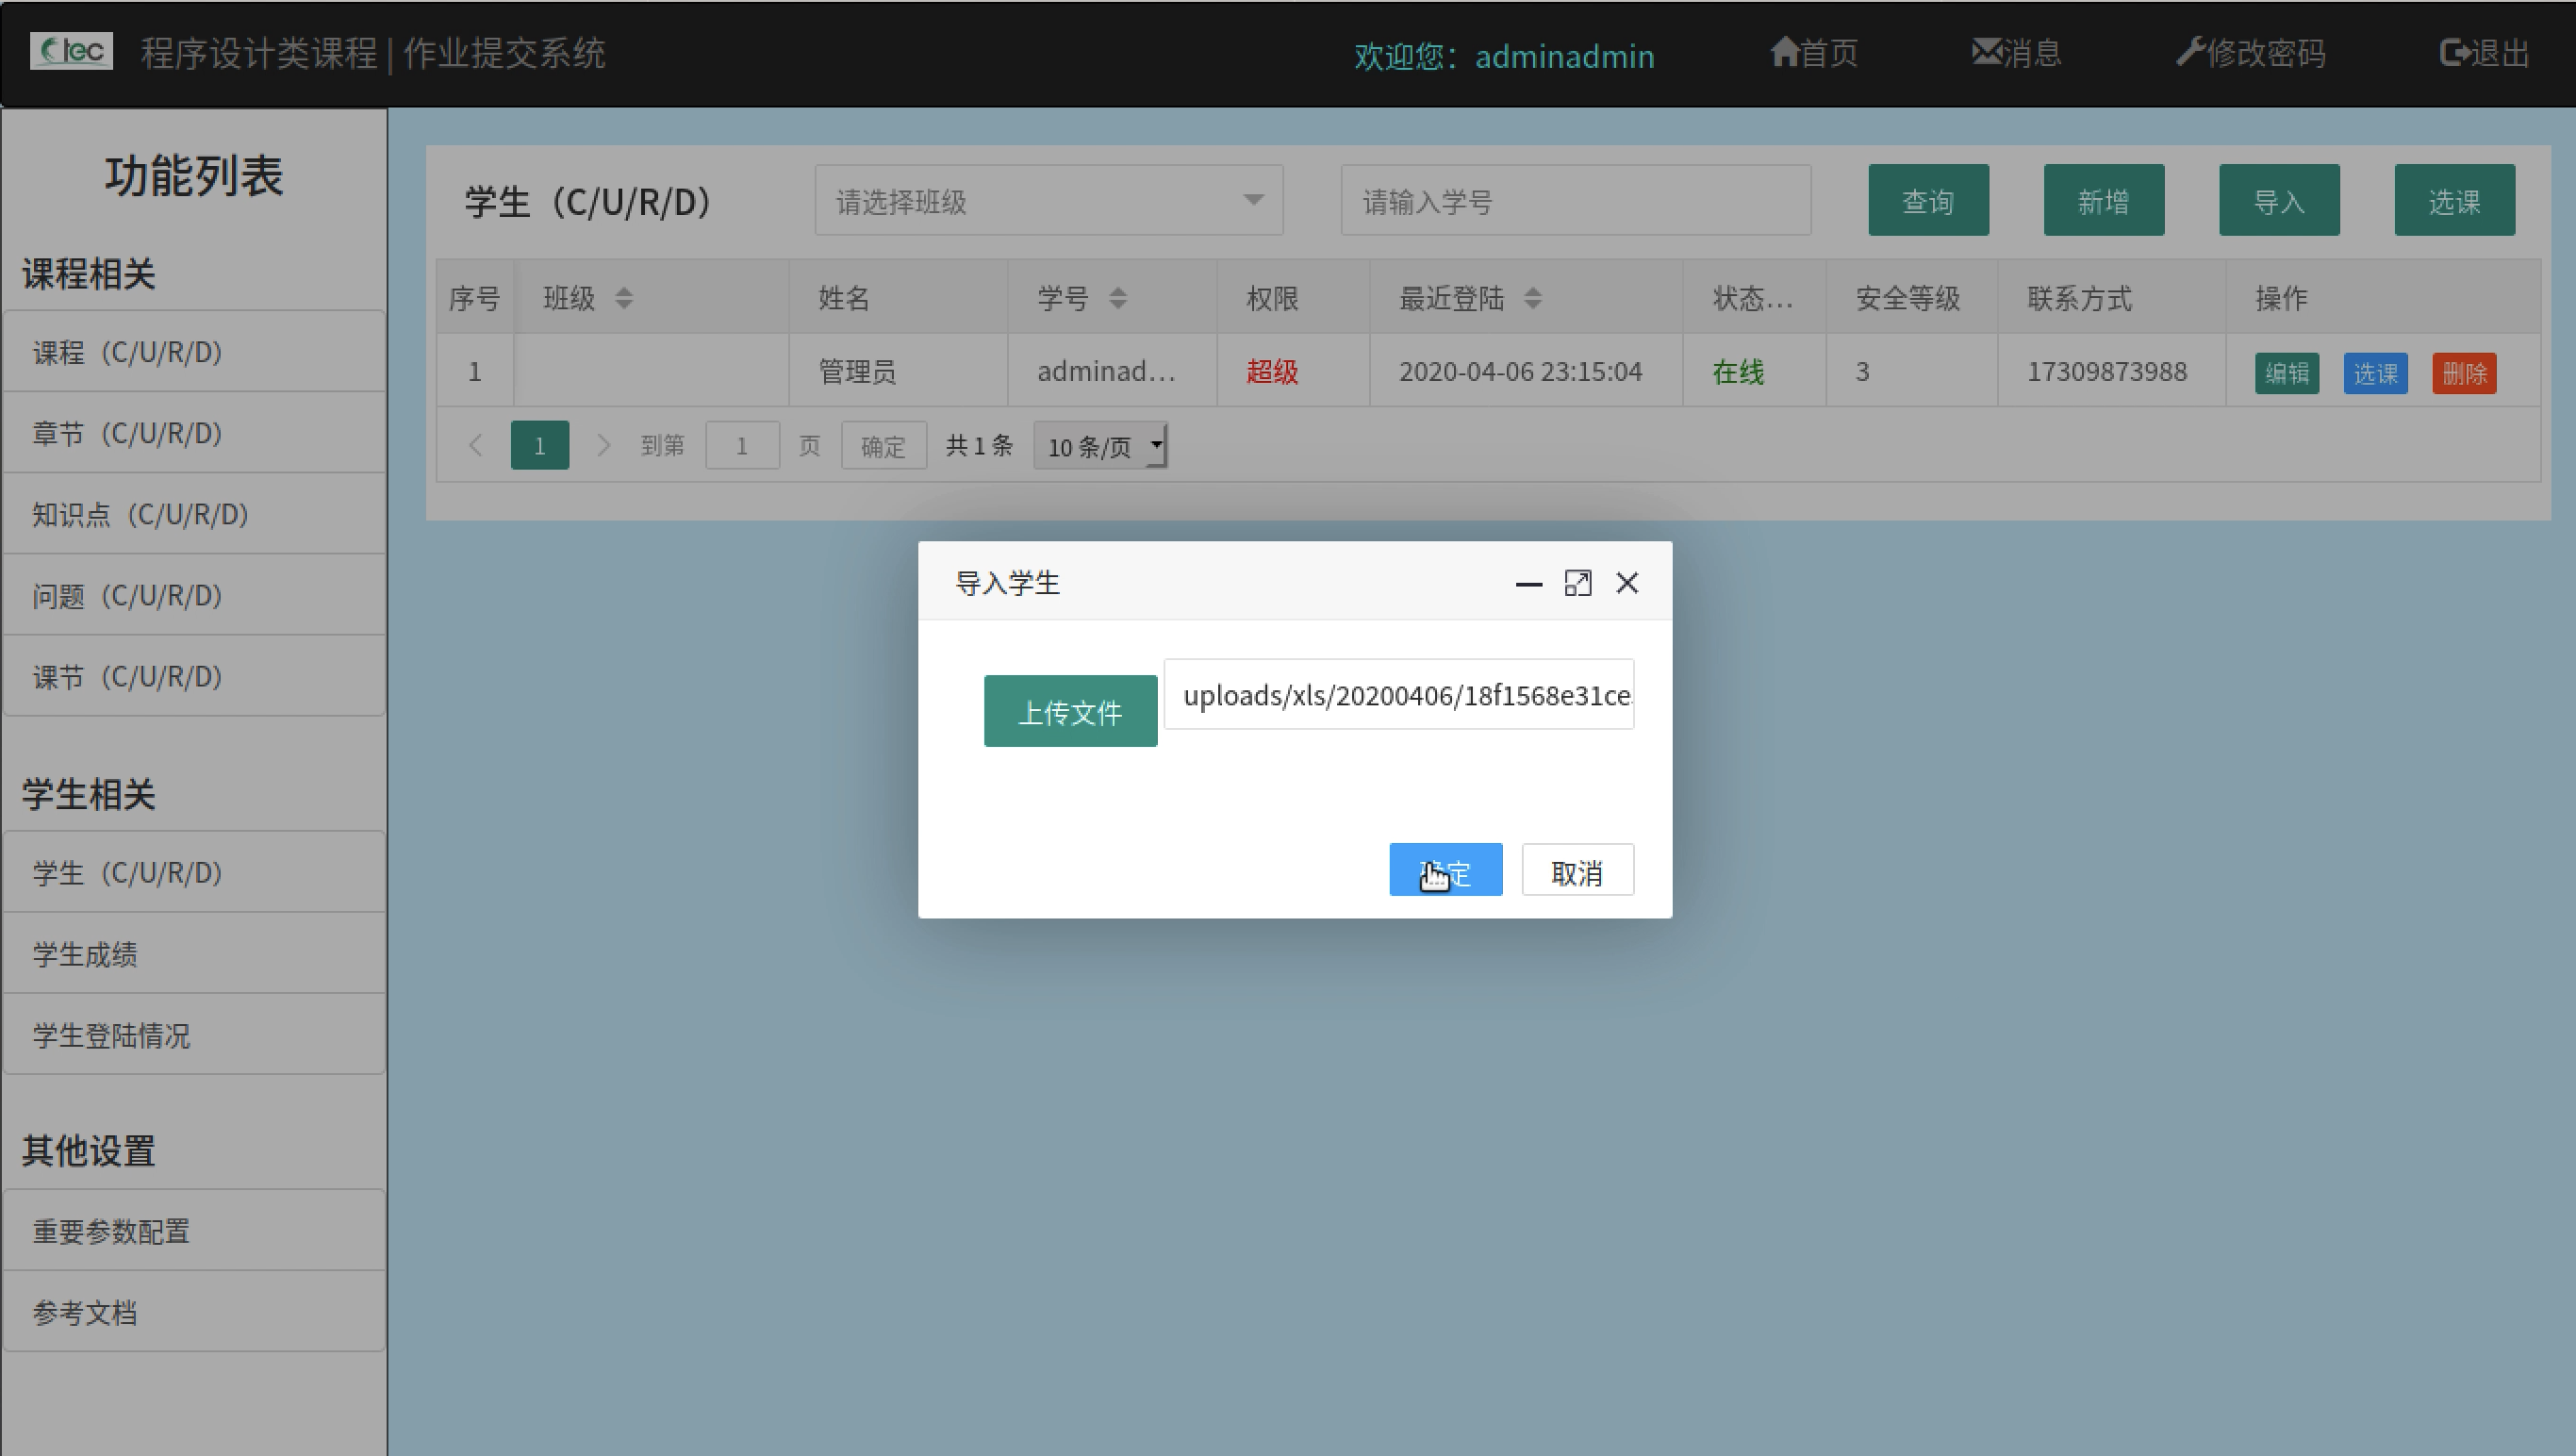 tec 程序设计类课程 | 作业提交系统 欢迎您：adminadmin 首页 消息 修改密码 退出
功能列表
课程相关
课程（C/U/R/D）
章节（C/U/R/D）
知识点（C/U/R/D）
问题（C/U/R/D）
课节（C/U/R/D）
学生相关
学生（C/U/R/D）
学生成绩
学生登陆情况
其他设置
重要参数配置
参考文档
学生（C/U/R/D） 请选择班级 请输入学号 查询 新增 导入 选课
序号 班级 姓名 学号 权限 最近登陆 状态... 安全等级 联系方式 操作
1 管理员 adminad... 超级 2020-04-06 23:15:04 在线 3 17309873988 编辑 选课 删除
1 到第 1 页 确定 共 1 条 10 条/页
导入学生
上传文件 uploads/xls/20200406/18f1568e31ce
确定 取消